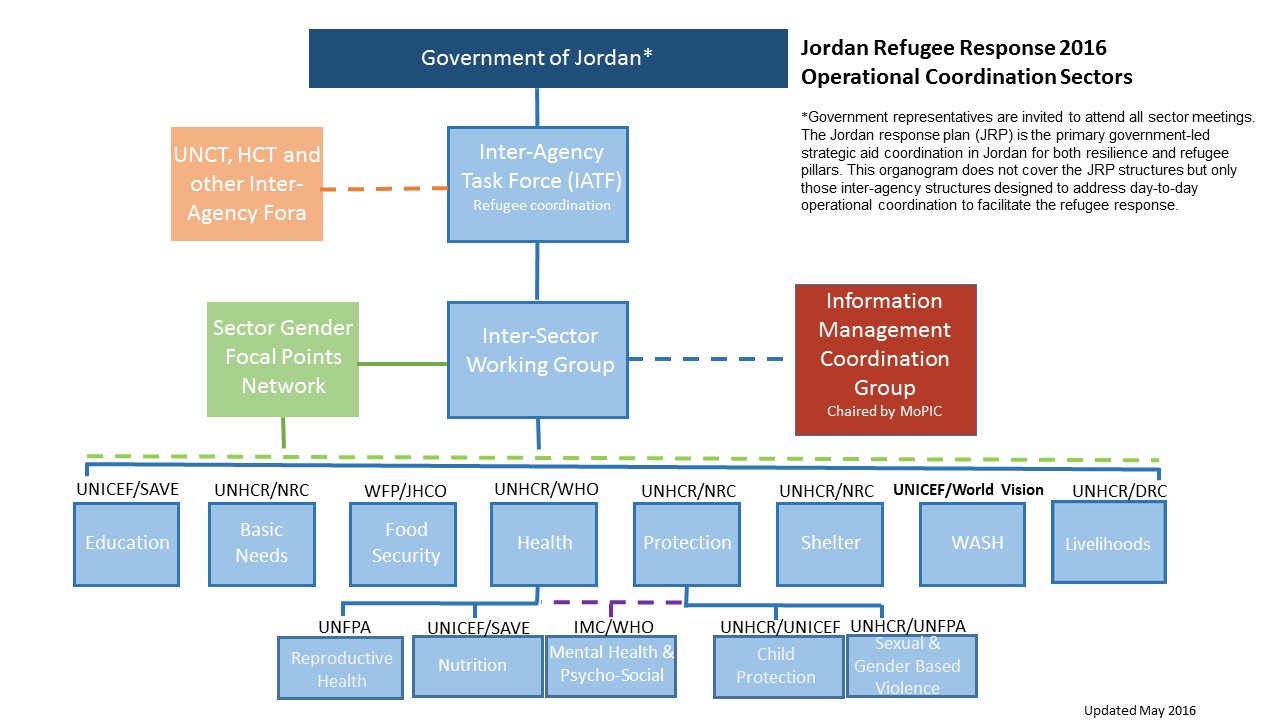 Government of Jordan*
Jordan Refugee Response 2016
Operational Coordination Sectors
*Government representatives are invited to attend all sector meetings.
The Jordan response plan (JRP) is the primary government-led
strategic aid coordination in Jordan for both resilience and refugee
pillars. This organogram does not cover the JRP structures but only
those inter-agency structures designed to address day-to-day
operational coordination to facilitate the refugee response.
UNCT, HCT and
other Inter-
Agency Fora
Inter-Agency
Task Force (IATF)
Refugee coordination
Sector Gender
Focal Points
Network
Inter-Sector
Working Group
Information
Management
Coordination
Group
Chaired by MoPIC
UNICEF/SAVE
Education
UNHCR/NRC
Basic
Needs
WFP/JHCO
Food
Security
UNHCR/WHO
Health
UNHCR/NRC
Protection
UNHCR/NRC
Shelter
UNICEF/World Vision
WASH
UNHCR/DRC
Livelihoods
UNFPA
Reproductive
Health
UNICEF/SAVE
Nutrition
IMC/WHO
Mental Health &
Psycho-Social
UNHCR/UNICEF
Child
Protection
UNHCR/UNFPA
Sexual &
Gender Based
Violence
Updated May 2016